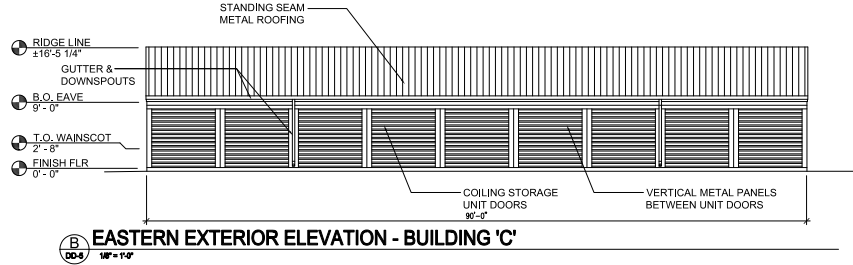 STANDING SEAM
METAL ROOFING
RIDGE LINE
±16'-5 1/4"
GUTTER &
DOWNSPOUTS
B.O. EAVE
9' - 0"
T.O. WAINSCOT
2' - 8"
FINISH FLR
0' - 0"
COILING STORAGE
UNIT DOORS
VERTICAL METAL PANELS
BETWEEN UNIT DOORS
90'-0"
B
DD-5
EASTERN EXTERIOR ELEVATION - BUILDING 'C'
1/8" = 1'-0"